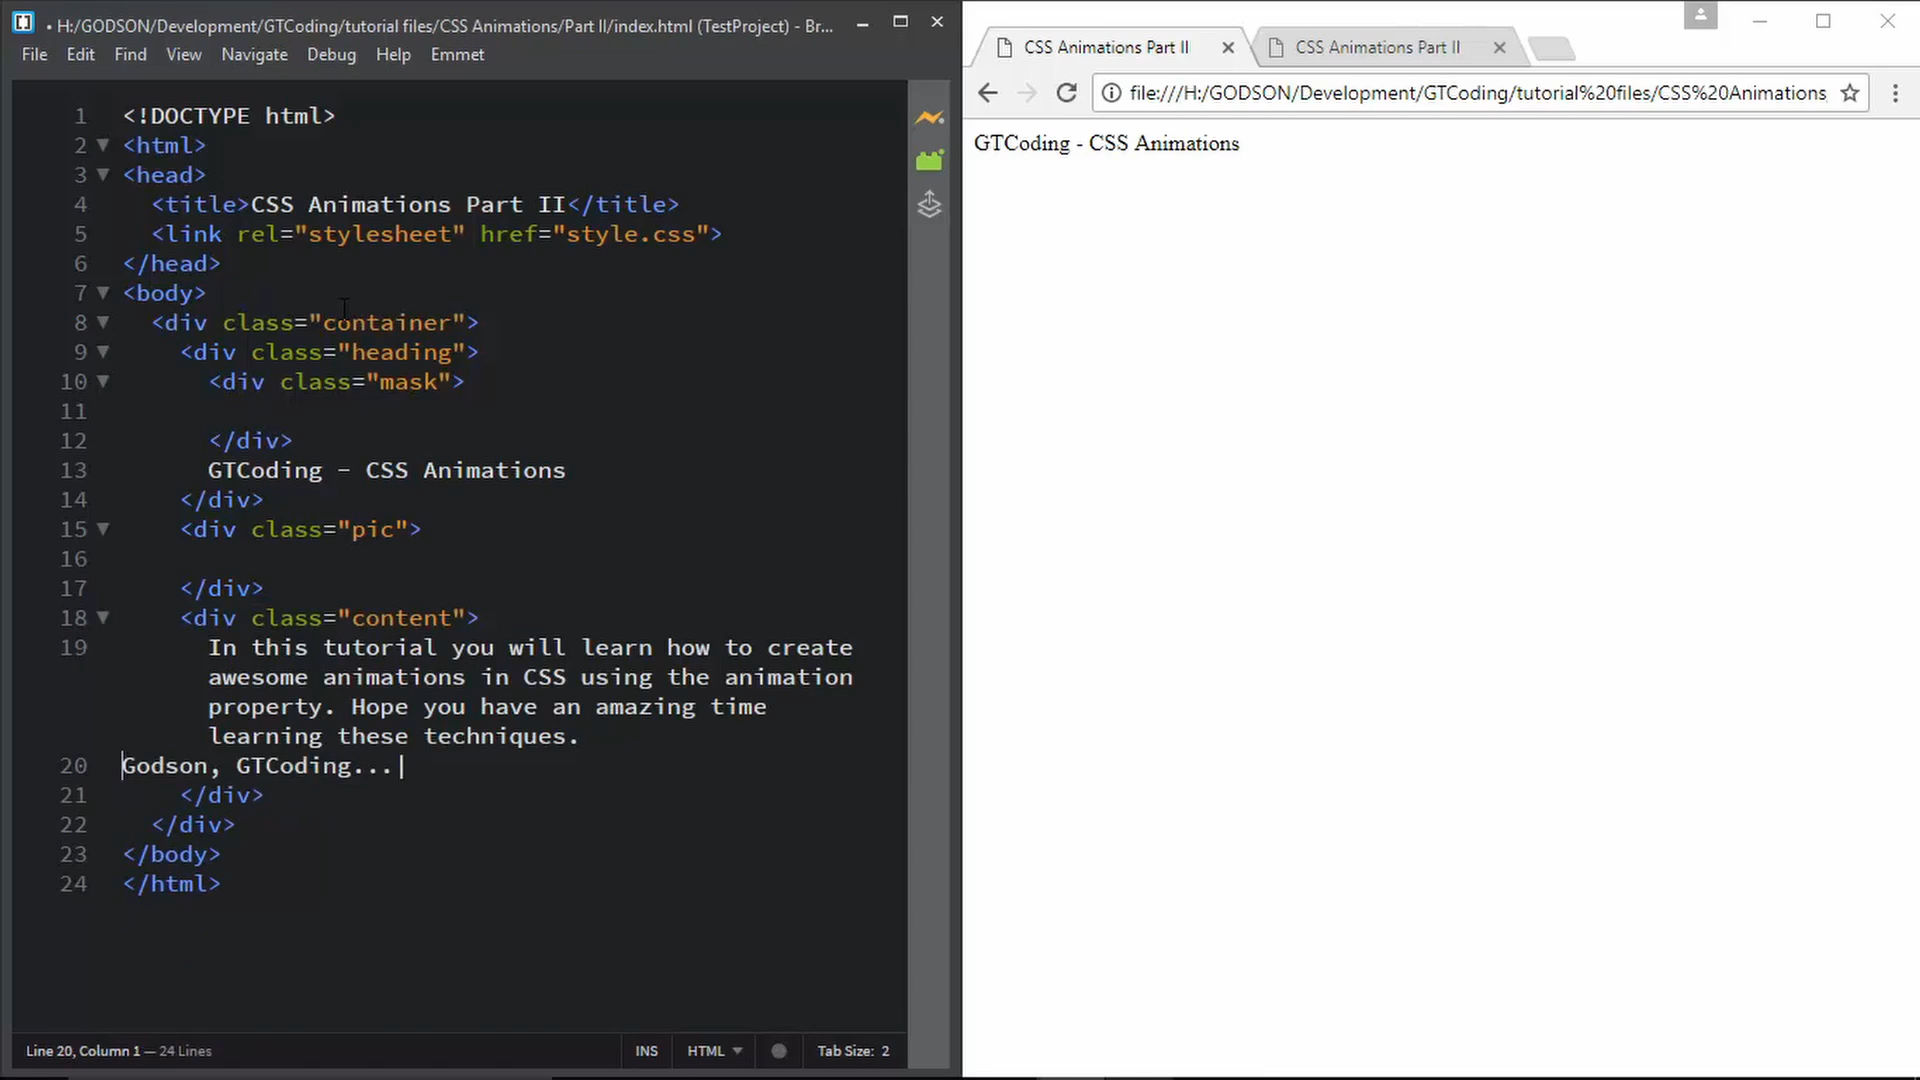 • H:/GODSON/Development/GTCoding/tutorial files/CSS Animations/Part II/index.html (TestProject) - Br...
File Edit Find View Navigate Debug Help Emmet
1 <!DOCTYPE html>
2 <html>
3 <head>
4 <title>CSS Animations Part II</title>
5 <link rel="stylesheet" href="style.css">
6 </head>
7 <body>
8 <div class="container">
9 <div class="heading">
10 <div class="mask">
11
12 </div>
13 GTCoding - CSS Animations
14 </div>
15 <div class="pic">
16
17 </div>
18 <div class="content">
19 In this tutorial you will learn how to create
awesome animations in CSS using the animation
property. Hope you have an amazing time
learning these techniques.
20 Godson, GTCoding...|
21 </div>
22 </div>
23 </body>
24 </html>
Line 20, Column 1 — 24 Lines
INS HTML Tab Size: 2
CSS Animations Part II CSS Animations Part II
file:///H:/GODSON/Development/GTCoding/tutorial%20files/CSS%20Animations
GTCoding - CSS Animations